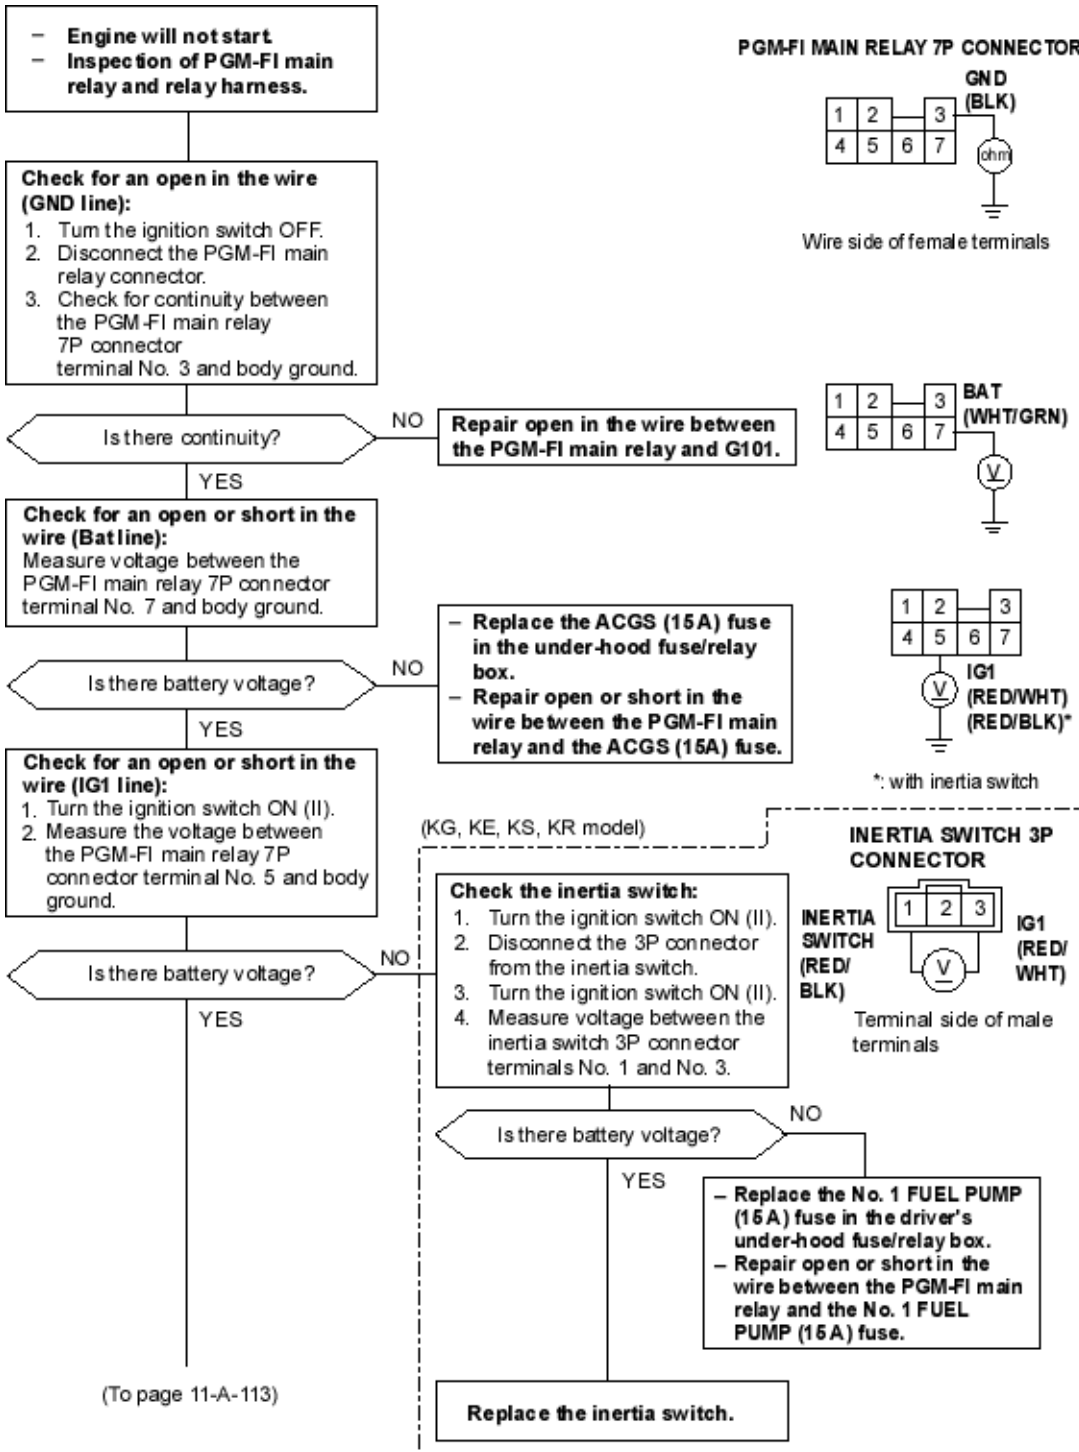 – Engine will not start.
– Inspection of PGM-FI main
relay and relay harness.
Check for an open in the wire
(GND line):
1. Turn the ignition switch OFF.
2. Disconnect the PGM-FI main
relay connector.
3. Check for continuity between
the PGM-FI main relay
7P connector
terminal No. 3 and body ground.
Is there continuity?
NO
Repair open in the wire between
the PGM-FI main relay and G101.
YES
Check for an open or short in the
wire (Bat line):
Measure voltage between the
PGM-FI main relay 7P connector
terminal No. 7 and body ground.
Is there battery voltage?
NO
– Replace the ACGS (15A) fuse
in the under-hood fuse/relay
box.
– Repair open or short in the
wire between the PGM-FI main
relay and the ACGS (15A) fuse.
YES
Check for an open or short in the
wire (IG1 line):
1. Turn the ignition switch ON (II).
2. Measure the voltage between
the PGM-FI main relay 7P
connector terminal No. 5 and body
ground.
Is there battery voltage?
NO
YES
(To page 11-A-113)
(KG, KE, KS, KR model)
Check the inertia switch:
1. Turn the ignition switch ON (II).
2. Disconnect the 3P connector
from the inertia switch.
3. Turn the ignition switch ON (II).
4. Measure voltage between the
inertia switch 3P connector
terminals No. 1 and No. 3.
Is there battery voltage?
NO
YES
– Replace the No. 1 FUEL PUMP
(15A) fuse in the driver's
under-hood fuse/relay box.
– Repair open or short in the
wire between the PGM-FI main
relay and the No. 1 FUEL
PUMP (15A) fuse.
Replace the inertia switch.
PGM-FI MAIN RELAY 7P CONNECTOR
GND
(BLK)
1 2 3
4 5 6 7
ohm
Wire side of female terminals
BAT
(WHT/GRN)
1 2 3
4 5 6 7
V
1 2 3
4 5 6 7
V
IG1
(RED/WHT)
(RED/BLK)*
*: with inertia switch
INERTIA SWITCH 3P
CONNECTOR
1 2 3
INERTIA
SWITCH
(RED/
BLK)
V
IG1
(RED/
WHT)
Terminal side of male
terminals